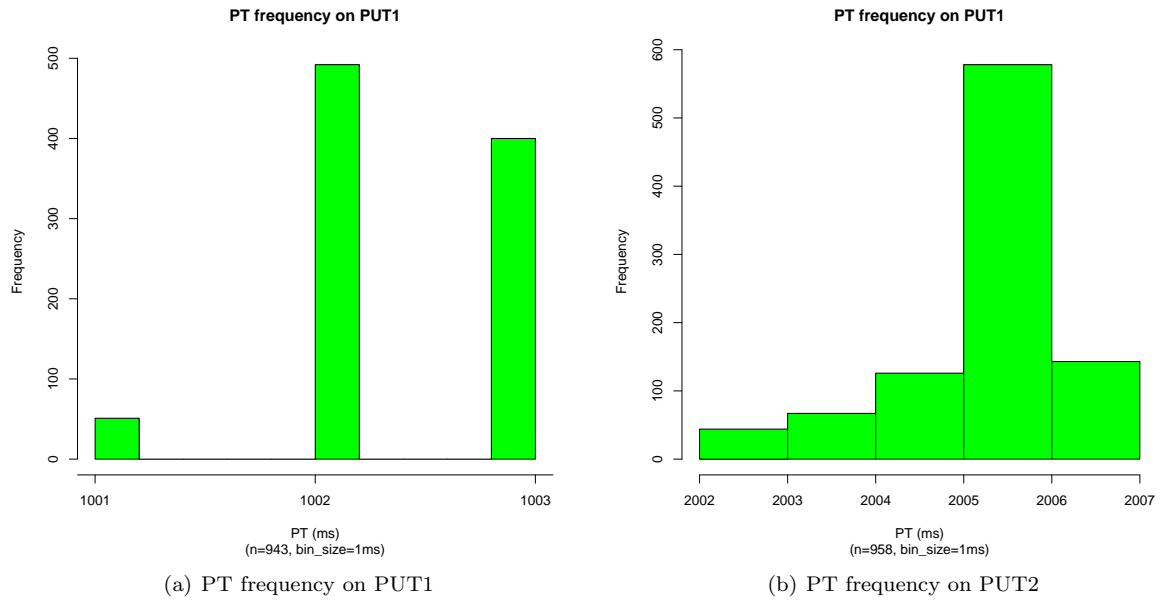 PT frequency on PUT1
500
400
300
200
100
0
Frequency
1001 1002 1003
PT (ms)
(n=943, bin_size=1ms)
(a) PT frequency on PUT1
PT frequency on PUT1
600
500
400
300
200
100
0
Frequency
2002 2003 2004 2005 2006 2007
PT (ms)
(n=958, bin_size=1ms)
(b) PT frequency on PUT2